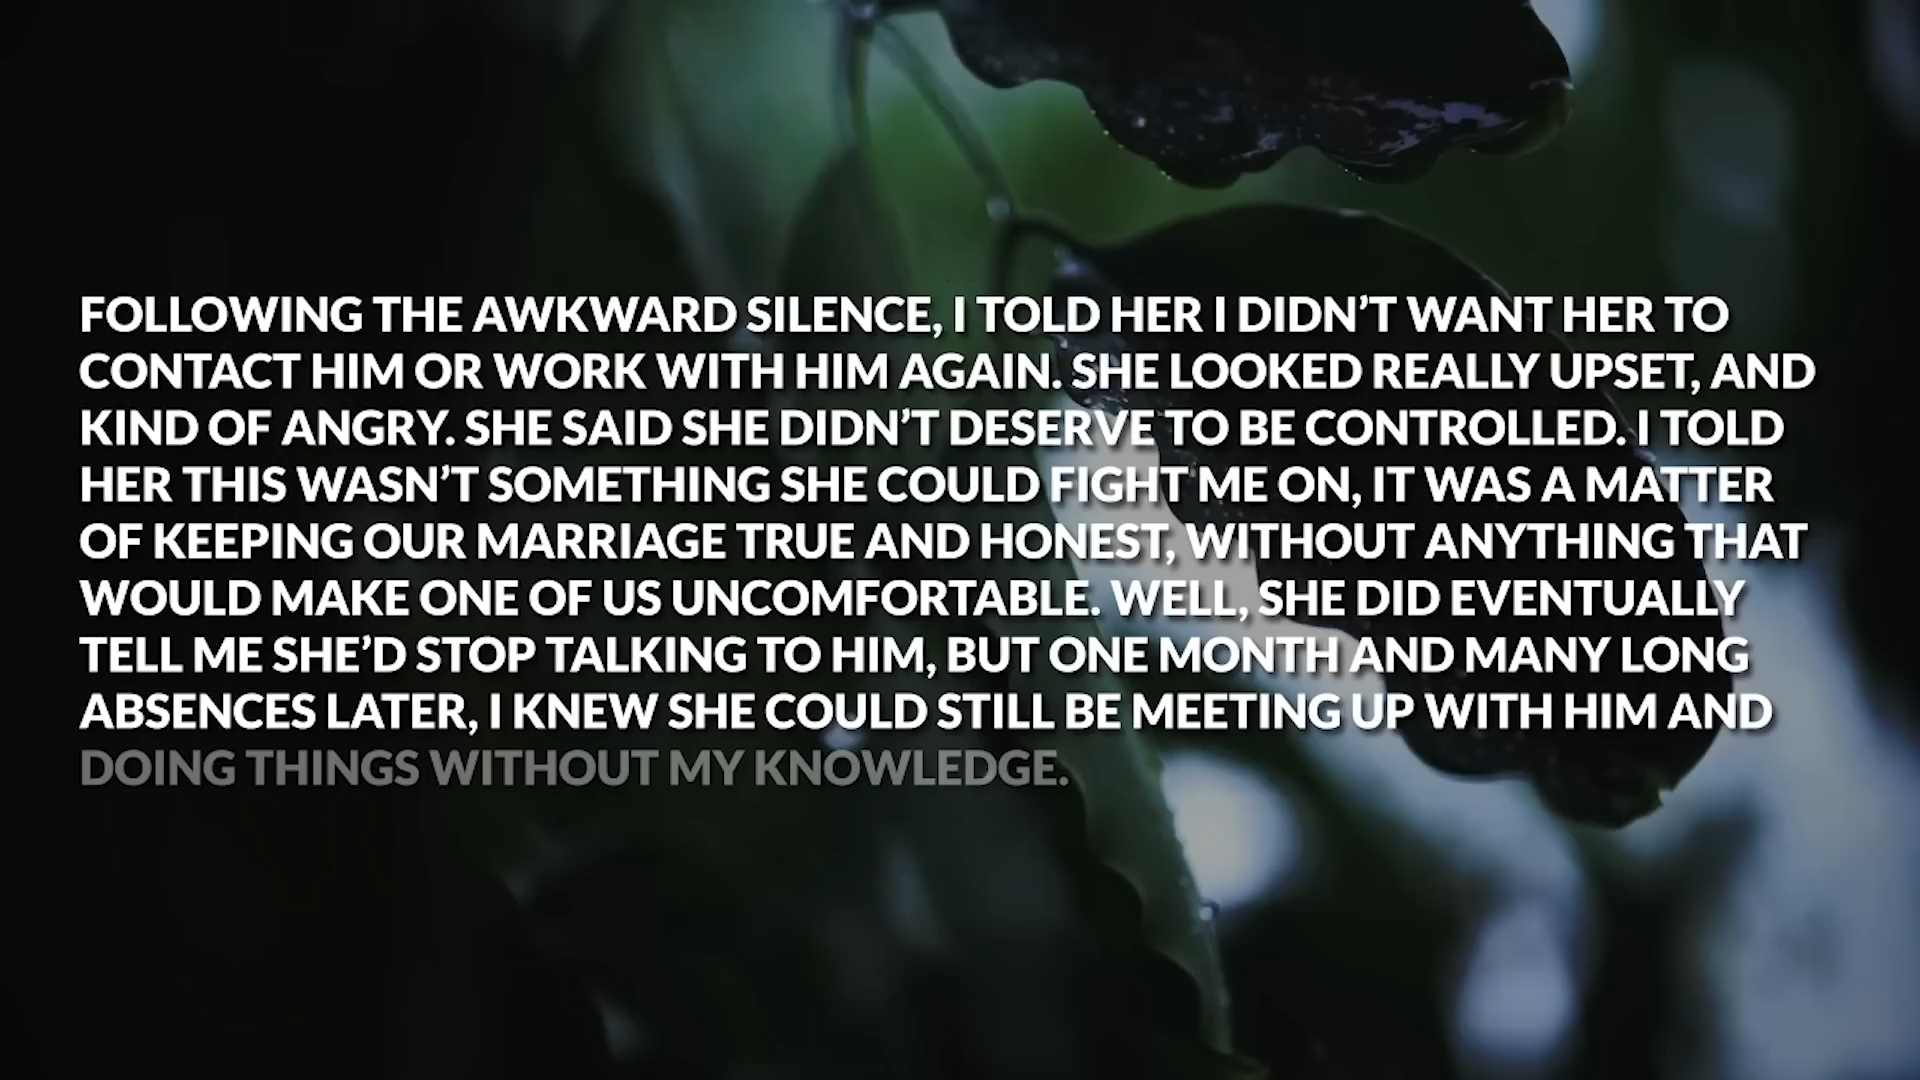 FOLLOWING THE AWKWARD SILENCE, I TOLD HER I DIDN’T WANT HER TO
CONTACT HIM OR WORK WITH HIM AGAIN. SHE LOOKED REALLY UPSET, AND
KIND OF ANGRY. SHE SAID SHE DIDN’T DESERVE TO BE CONTROLLED. I TOLD
HER THIS WASN’T SOMETHING SHE COULD FIGHT ME ON, IT WAS A MATTER
OF KEEPING OUR MARRIAGE TRUE AND HONEST, WITHOUT ANYTHING THAT
WOULD MAKE ONE OF US UNCOMFORTABLE. WELL, SHE DID EVENTUALLY
TELL ME SHE’D STOP TALKING TO HIM, BUT ONE MONTH AND MANY LONG
ABSENCES LATER, I KNEW SHE COULD STILL BE MEETING UP WITH HIM AND
DOING THINGS WITHOUT MY KNOWLEDGE.